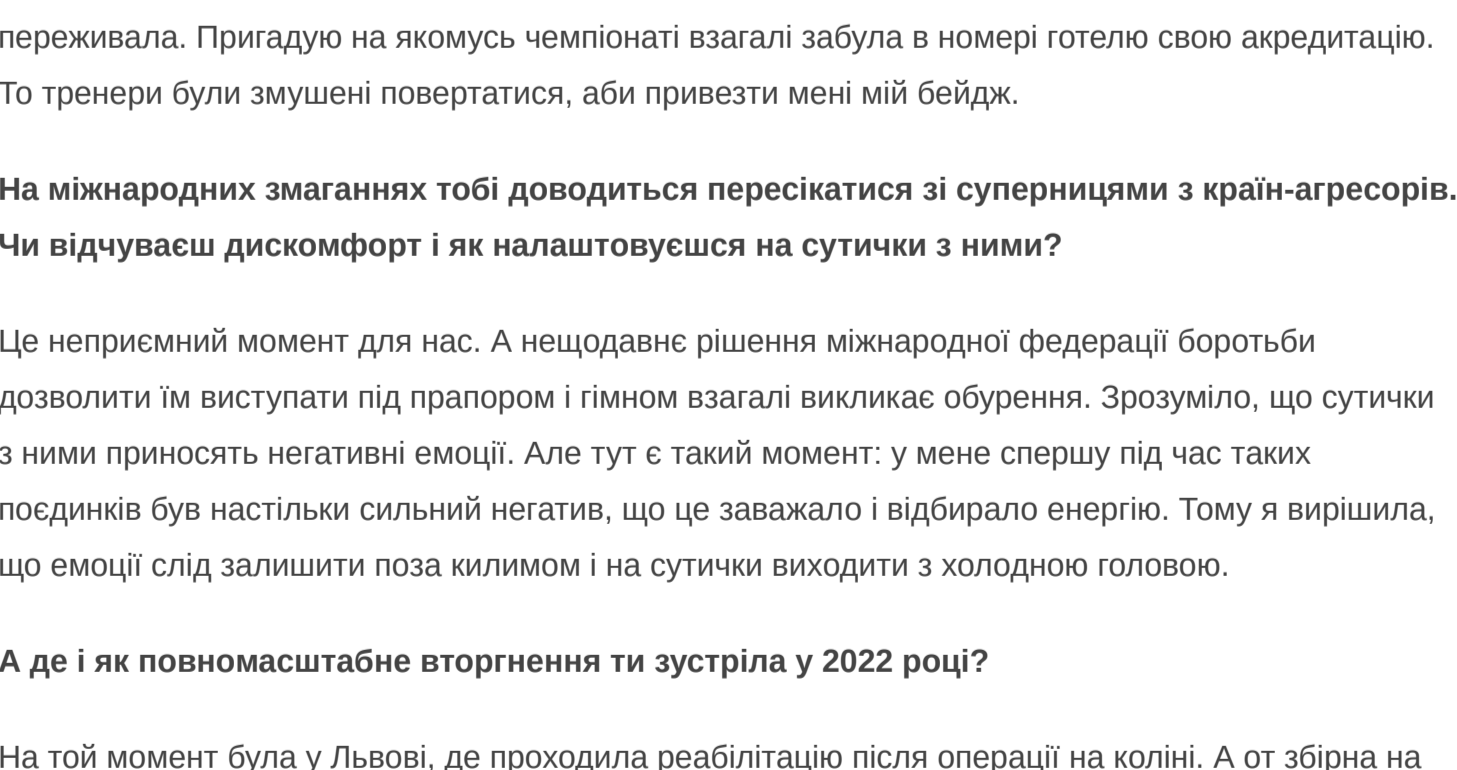 переживала. Пригадую на якомусь чемпіонаті взагалі забула в номері готелю свою акредитацію.
То тренери були змушені повертатися, аби привезти мені мій бейдж.
На міжнародних змаганнях тобі доводиться пересікатися зі суперницями з країн-агресорів.
Чи відчуваєш дискомфорт і як налаштовуєшся на сутички з ними?
Це неприємний момент для нас. А нещодавнє рішення міжнародної федерації боротьби
дозволити їм виступати під прапором і гімном взагалі викликає обурення. Зрозуміло, що сутички
з ними приносять негативні емоції. Але тут є такий момент: у мене спершу під час таких
поєдинків був настільки сильний негатив, що це заважало і відбирало енергію. Тому я вирішила,
що емоції слід залишити поза килимом і на сутички виходити з холодною головою.
А де і як повномасштабне вторгнення ти зустріла у 2022 році?
На той момент була у Львові, де проходила реабілітацію після операції на коліні. А от збірна на